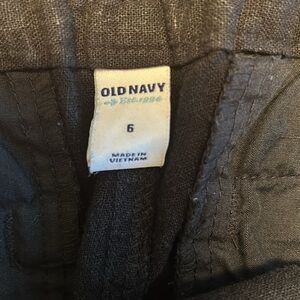 OLD NAVY
Est. 1994
6
MADE IN
VIETNAM